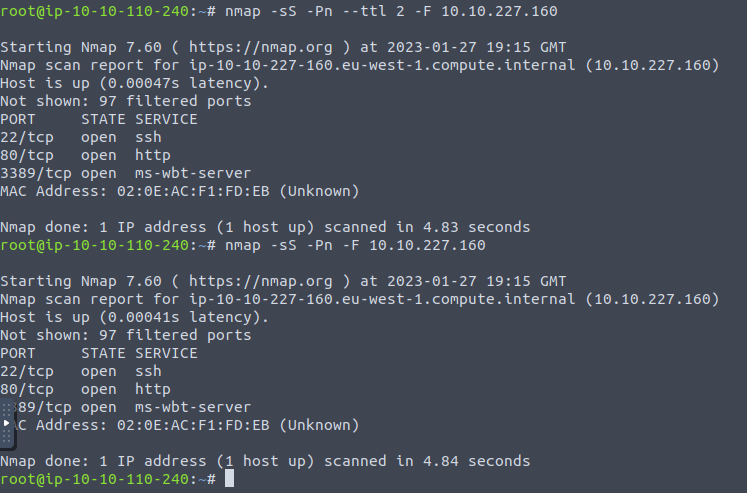 root@ip-10-10-110-240:~# nmap -sS -Pn --ttl 2 -F 10.10.227.160
Starting Nmap 7.60 ( https://nmap.org ) at 2023-01-27 19:15 GMT
Nmap scan report for ip-10-10-227-160.eu-west-1.compute.internal (10.10.227.160)
Host is up (0.00047s latency).
Not shown: 97 filtered ports
PORT     STATE SERVICE
22/tcp   open  ssh
80/tcp   open  http
3389/tcp open  ms-wbt-server
MAC Address: 02:0E:AC:F1:FD:EB (Unknown)
Nmap done: 1 IP address (1 host up) scanned in 4.83 seconds
root@ip-10-10-110-240:~# nmap -sS -Pn -F 10.10.227.160
Starting Nmap 7.60 ( https://nmap.org ) at 2023-01-27 19:15 GMT
Nmap scan report for ip-10-10-227-160.eu-west-1.compute.internal (10.10.227.160)
Host is up (0.00041s latency).
Not shown: 97 filtered ports
PORT     STATE SERVICE
22/tcp   open  ssh
80/tcp   open  http
89/tcp open  ms-wbt-server
C Address: 02:0E:AC:F1:FD:EB (Unknown)
Nmap done: 1 IP address (1 host up) scanned in 4.84 seconds
root@ip-10-10-110-240:~#